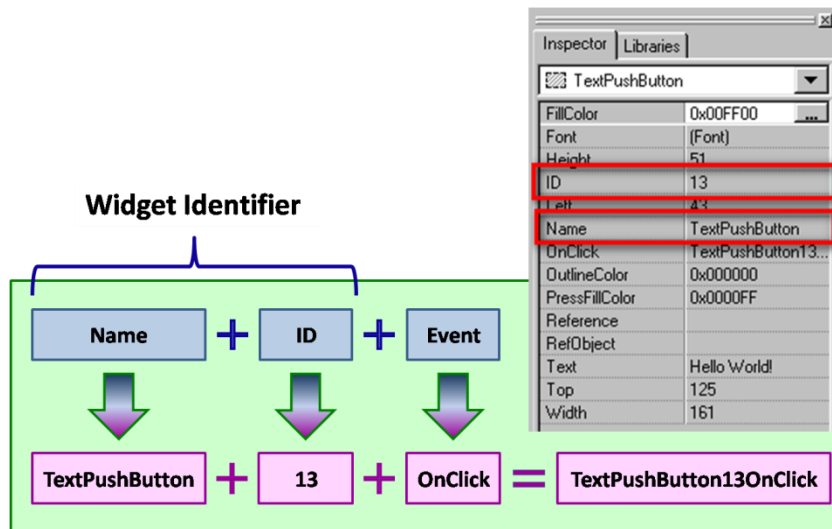 Inspector Libraries
TextPushButton
FillColor 0x00FF00 ...
Font (Font)
Height 51
ID 13
Left 43
Name TextPushButton
OnClick TextPushButton13...
OutlineColor 0x000000
PressFillColor 0x0000FF
Reference
RefObject
Text Hello World!
Top 125
Width 161
Widget Identifier
Name + ID + Event
TextPushButton + 13 + OnClick = TextPushButton13OnClick